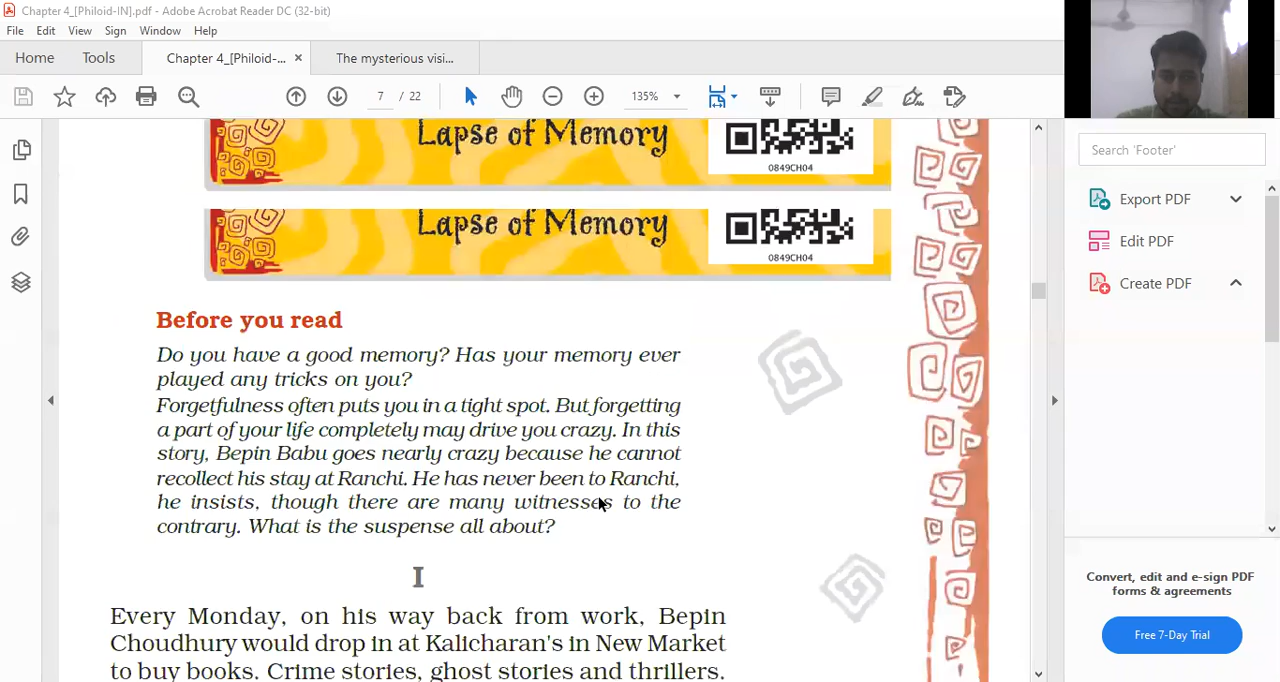 Chapter 4_[Philoid-IN].pdf - Adobe Acrobat Reader DC (32-bit)
File Edit View Sign Window Help
Home Tools Chapter 4_[Philoid-... × The mysterious visi...
7 / 22 135%
Search 'Footer'
Lapse of Memory
0849CH04
Export PDF
Lapse of Memory
Edit PDF
0849CH04
Create PDF
Before you read
Do you have a good memory? Has your memory ever
played any tricks on you?
Forgetfulness often puts you in a tight spot. But forgetting
a part of your life completely may drive you crazy. In this
story, Bepin Babu goes nearly crazy because he cannot
recollect his stay at Ranchi. He has never been to Ranchi,
he insists, though there are many witnesses to the
contrary. What is the suspense all about?
I
Every Monday, on his way back from work, Bepin
Choudhury would drop in at Kalicharan's in New Market
to buy books. Crime stories, ghost stories and thrillers.
Convert, edit and e-sign PDF
forms & agreements
Free 7-Day Trial